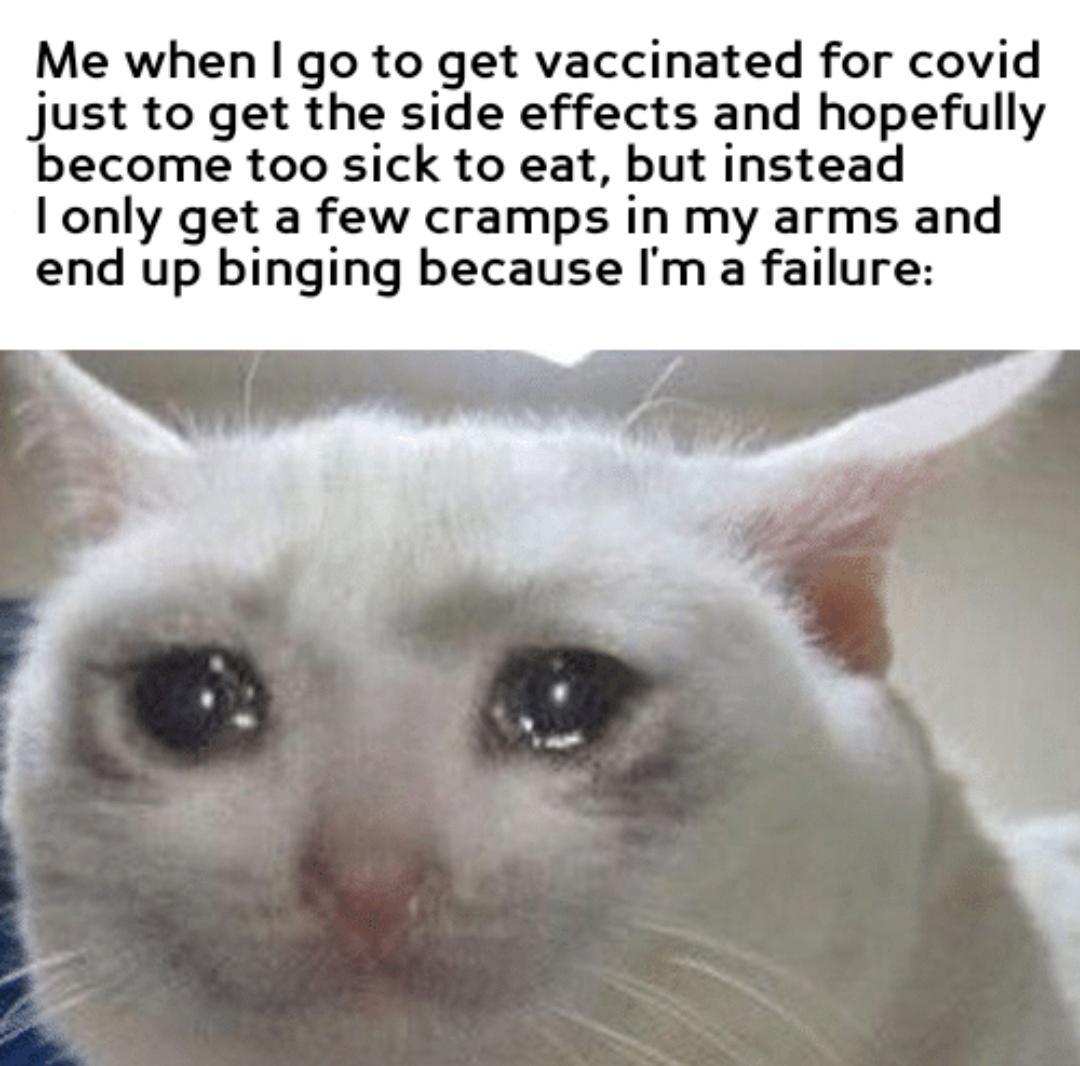 Me when I go to get vaccinated for covid
just to get the side effects and hopefully
become too sick to eat, but instead
I only get a few cramps in my arms and
end up binging because I'm a failure: